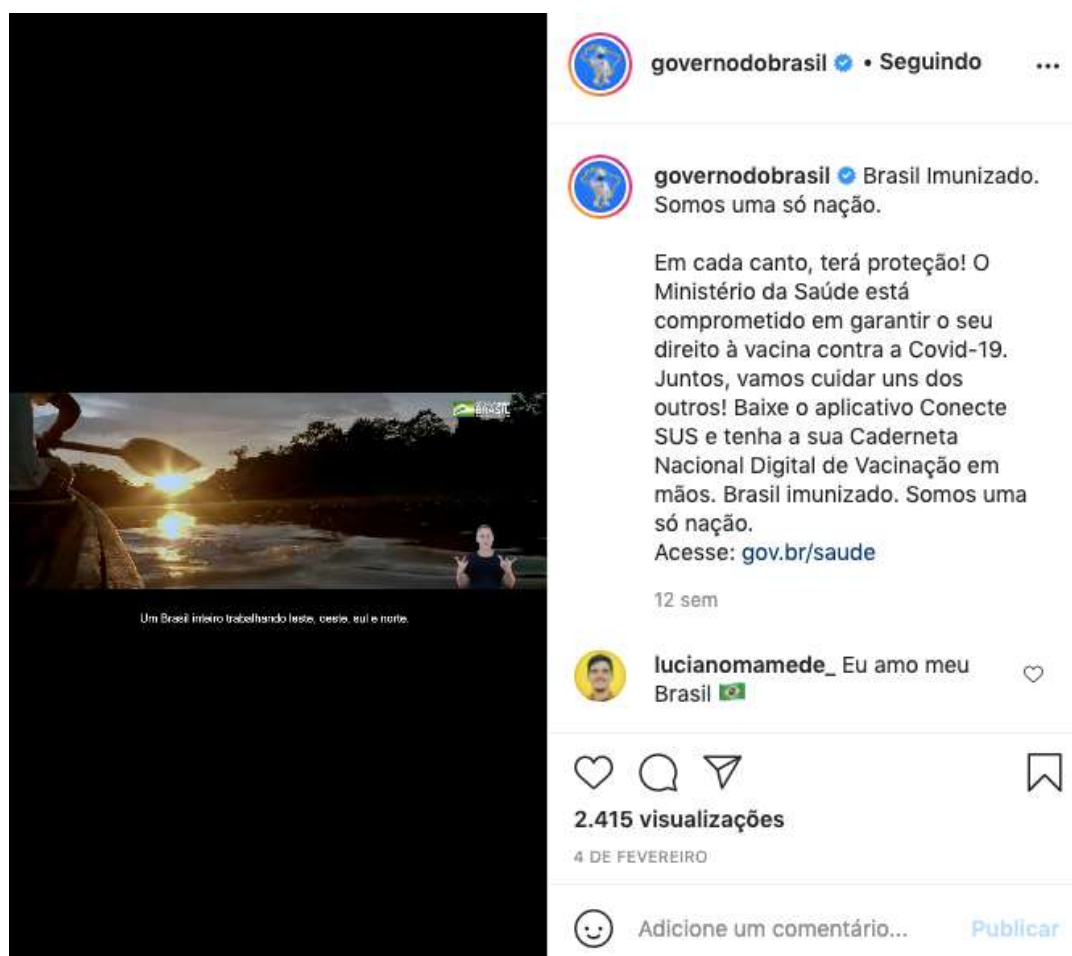 BRASIL
Um Brasil inteiro trabalhando leste, oeste, sul e norte.
governodobrasil • Seguindo
governodobrasil Brasil Imunizado.
Somos uma só nação.
Em cada canto, terá proteção! O
Ministério da Saúde está
comprometido em garantir o seu
direito à vacina contra a Covid-19.
Juntos, vamos cuidar uns dos
outros! Baixe o aplicativo Conecte
SUS e tenha a sua Caderneta
Nacional Digital de Vacinação em
mãos. Brasil imunizado. Somos uma
só nação.
Acesse: gov.br/saude
12 sem
lucianomamede_ Eu amo meu
Brasil
2.415 visualizações
4 DE FEVEREIRO
Adicione um comentário... Publicar